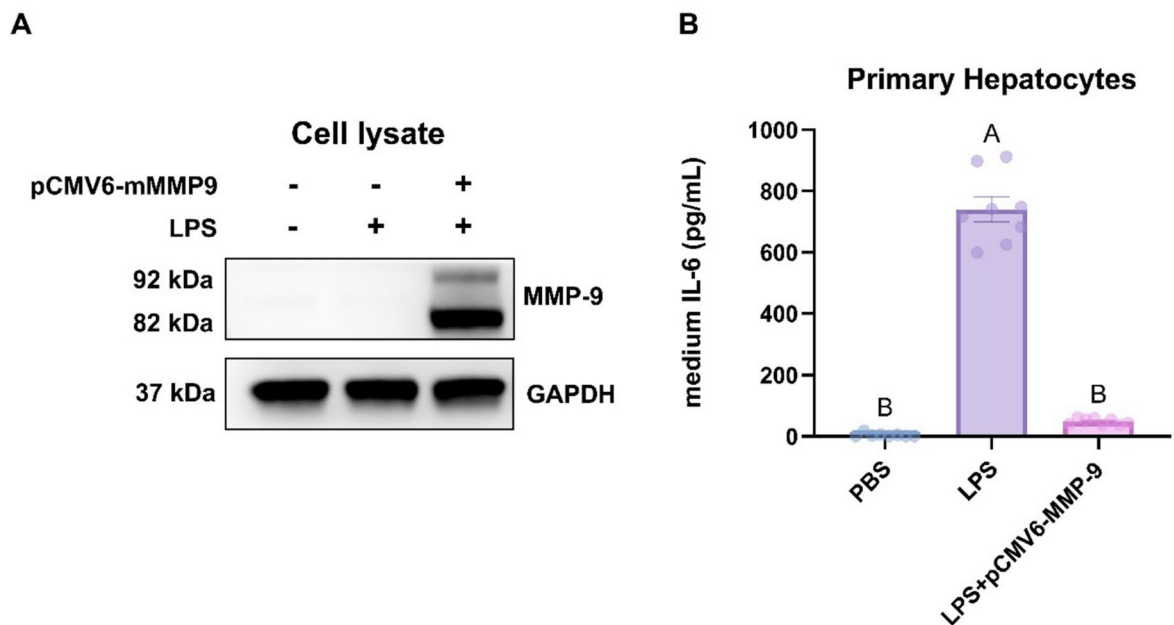 A
Cell lysate
pCMV6-mMMP9 - - +
LPS - + +
92 kDa
MMP-9
82 kDa
37 kDa
GAPDH
B
Primary Hepatocytes
medium IL-6 (pg/mL)
1000
800
600
400
200
0
B
A
B
PBS
LPS
LPS+pCMV6-MMP-9